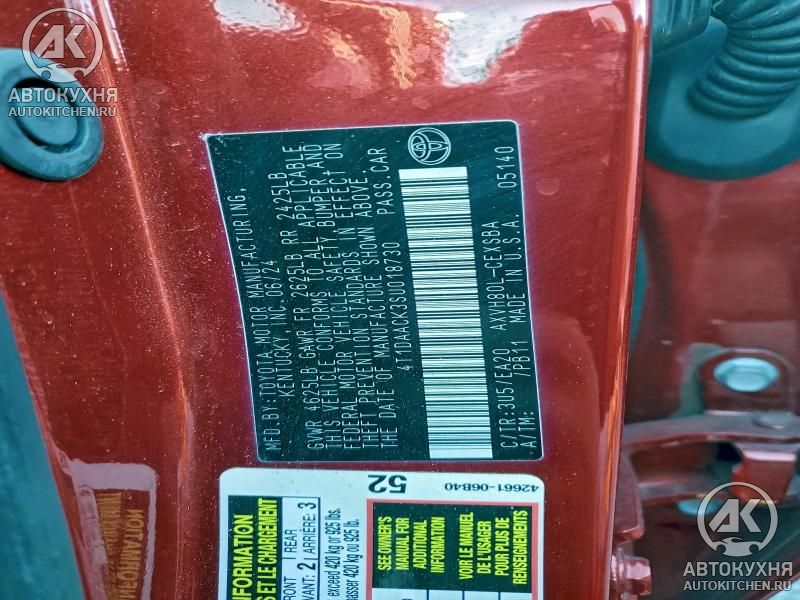 АК
АВТОКУХНЯ
AUTOKITCHEN.RU
MFD. BY: TOYOTA MOTOR MANUFACTURING,
KENTUCKY, INC. 06/24
GVWR 4625LB GAWR FR 2625LB RR 2425LB
THIS VEHICLE CONFORMS TO ALL APPLICABLE
FEDERAL MOTOR VEHICLE SAFETY, BUMPER, AND
THEFT PREVENTION STANDARDS IN EFFECT ON
THE DATE OF MANUFACTURE SHOWN ABOVE.
4T1DAACK3SU018730 PASS CAR
C/TR:3U5/EA20 AXVH80L-CEXSBA
A/TM: 7PB11 MADE IN U.S.A. 05140
INFORMATION
S ET LE CHARGEMENT
FRONT REAR
VANT: 2 ARRIÈRE: 3
exceed 420 kg or 925 lbs.
asser 420 kg ou 925 lb.
SEE OWNER'S
MANUAL FOR
ADDITIONAL
INFORMATION
VOIR LE MANUEL
DE L'USAGER
POUR PLUS DE
RENSEIGNEMENTS
52
42661-06B40
АК
АВТОКУХНЯ
AUTOKITCHEN.RU